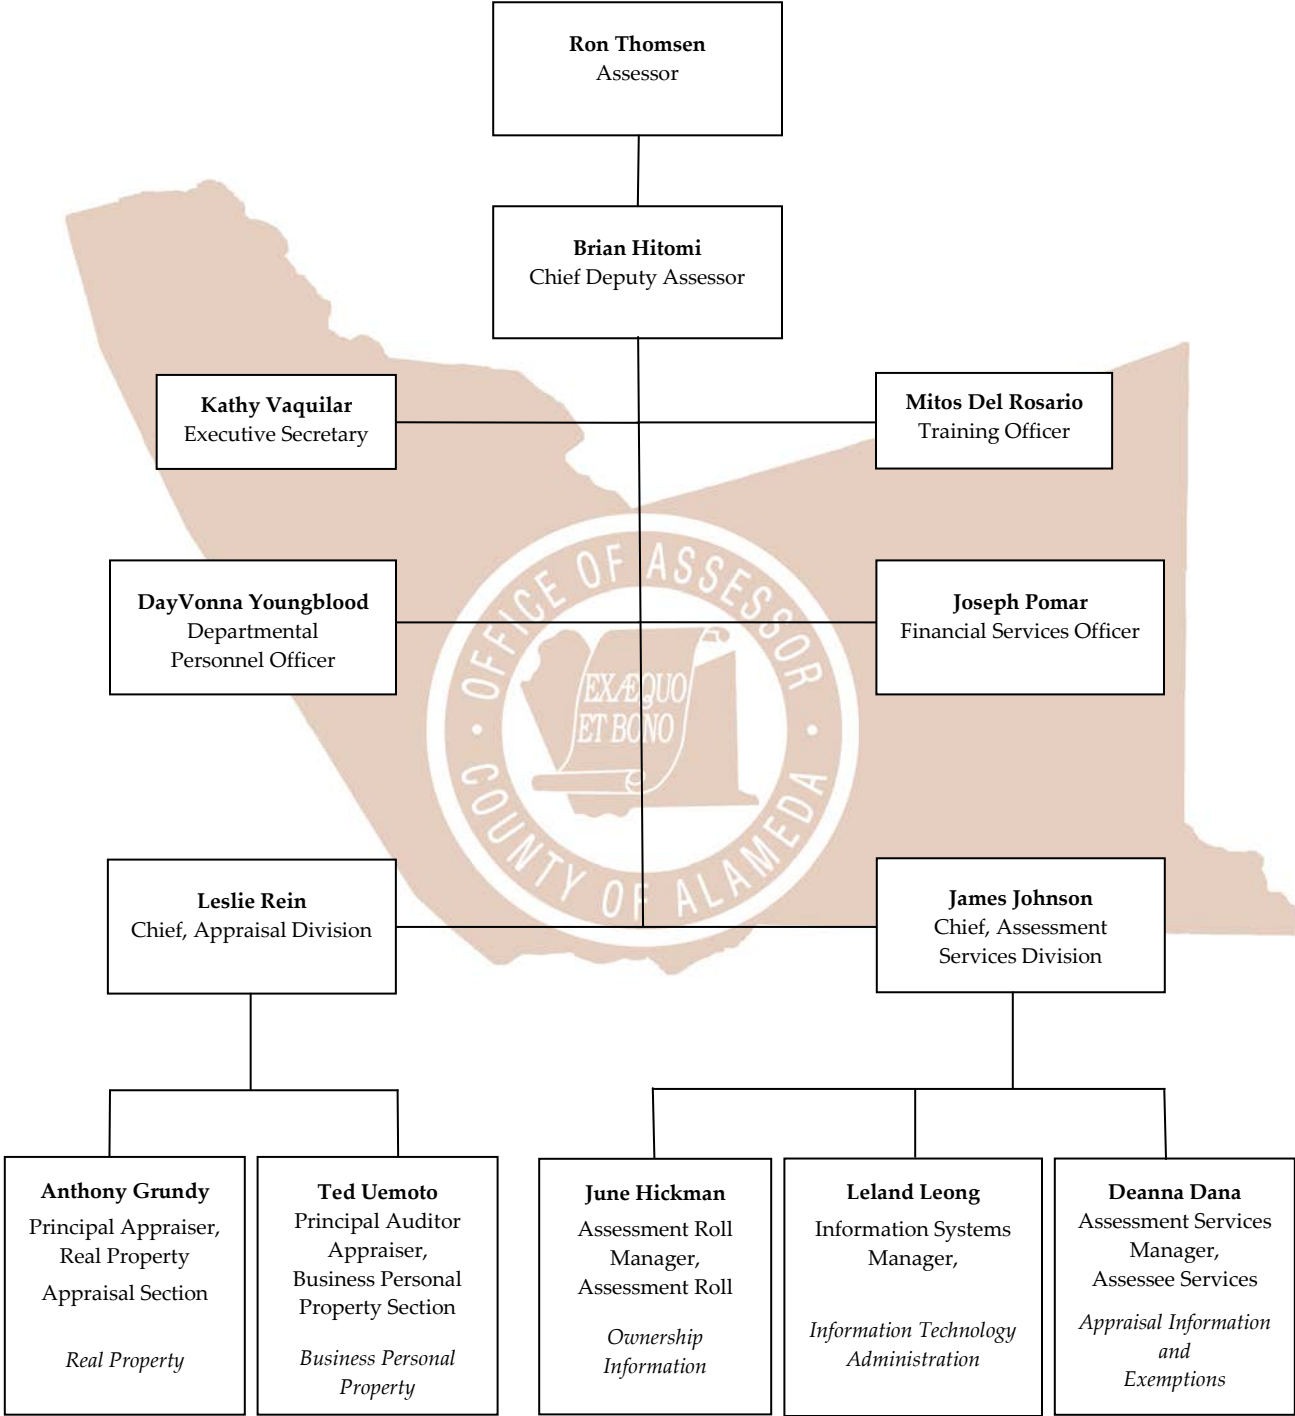 Ron Thomsen
Assessor
Brian Hitomi
Chief Deputy Assessor
Kathy Vaquilar
Executive Secretary
Mitos Del Rosario
Training Officer
DayVonna Youngblood
Departmental
Personnel Officer
Joseph Pomar
Financial Services Officer
OFFICE OF ASSESSOR
EX ÆQUO
ET BONO
COUNTY OF ALAMEDA
Leslie Rein
Chief, Appraisal Division
James Johnson
Chief, Assessment
Services Division
Anthony Grundy
Principal Appraiser,
Real Property
Appraisal Section
Real Property
Ted Uemoto
Principal Auditor
Appraiser,
Business Personal
Property Section
Business Personal
Property
June Hickman
Assessment Roll
Manager,
Assessment Roll
Ownership
Information
Leland Leong
Information Systems
Manager,
Information Technology
Administration
Deanna Dana
Assessment Services
Manager,
Assessee Services
Appraisal Information
and
Exemptions